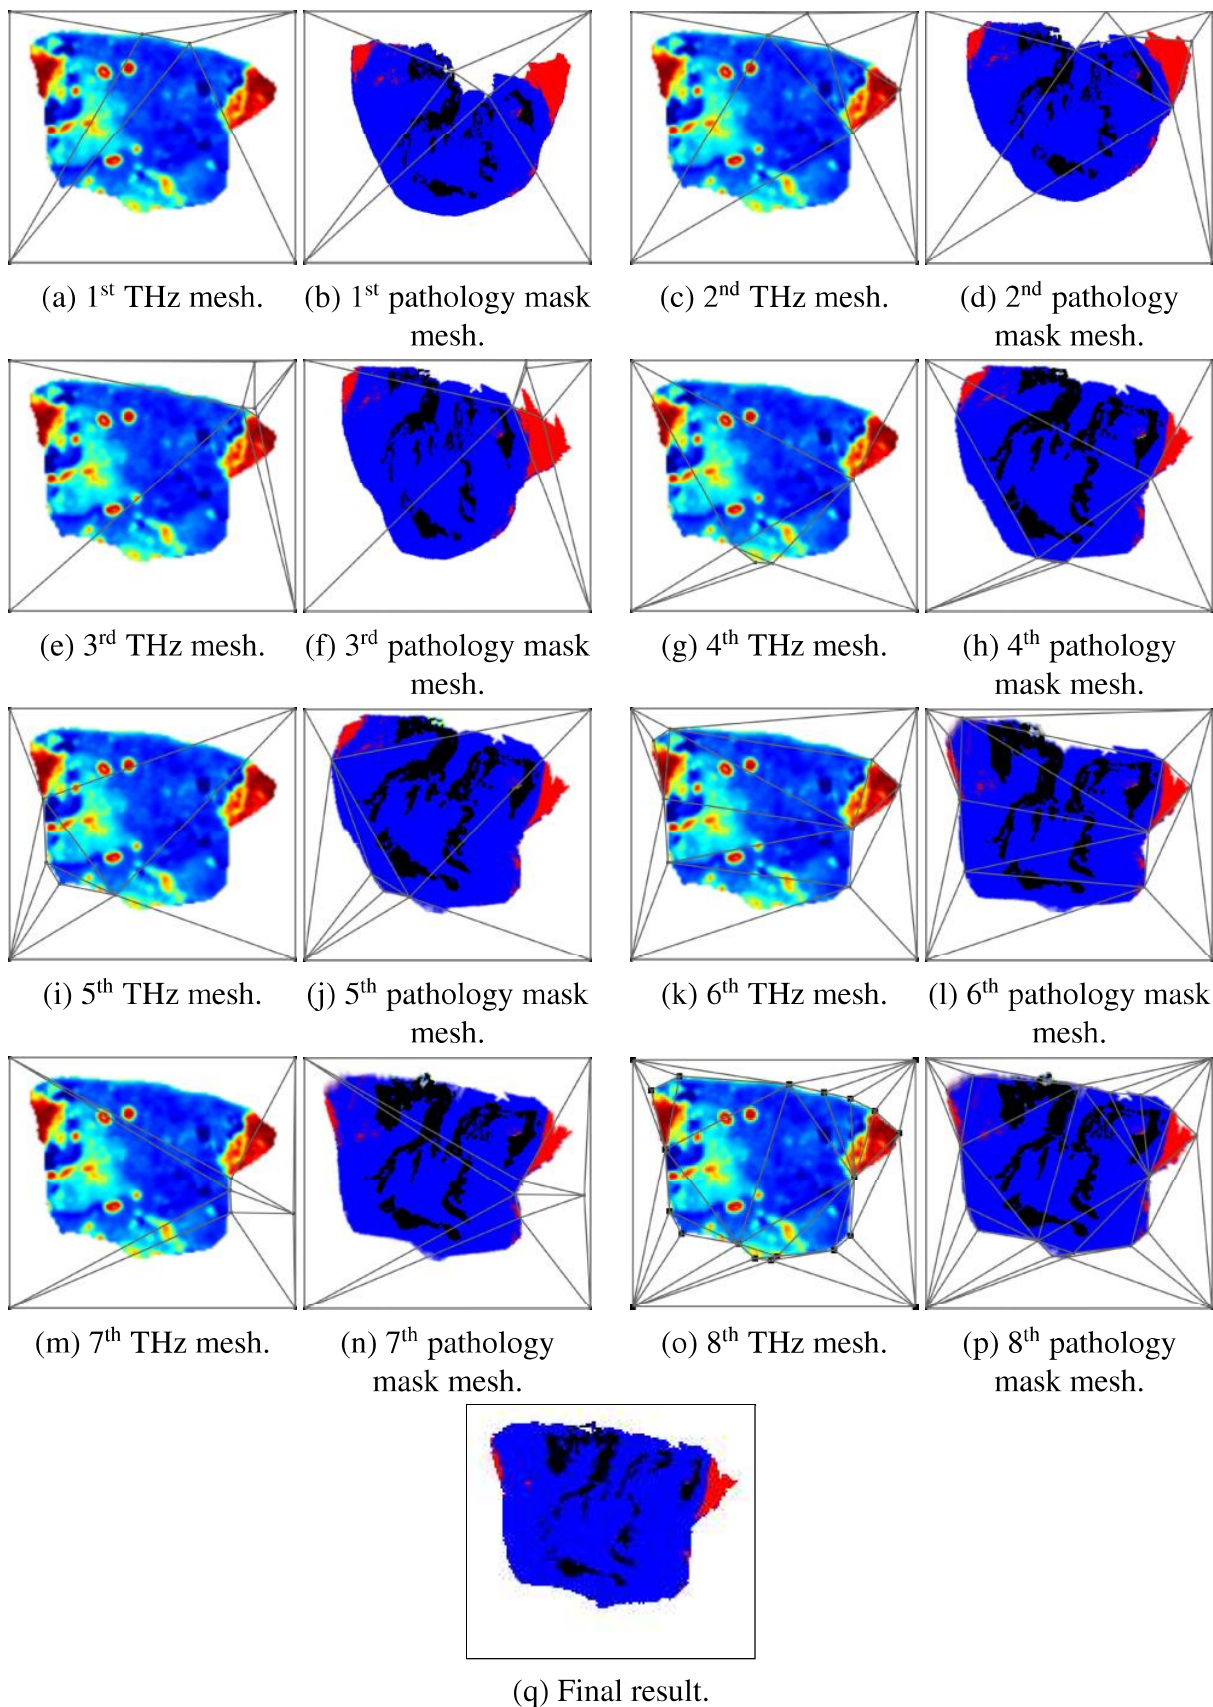 (a) 1st THz mesh.
(b) 1st pathology mask
mesh.
(c) 2nd THz mesh.
(d) 2nd pathology
mask mesh.
(e) 3rd THz mesh.
(f) 3rd pathology mask
mesh.
(g) 4th THz mesh.
(h) 4th pathology
mask mesh.
(i) 5th THz mesh.
(j) 5th pathology mask
mesh.
(k) 6th THz mesh.
(l) 6th pathology mask
mesh.
(m) 7th THz mesh.
(n) 7th pathology
mask mesh.
(o) 8th THz mesh.
(p) 8th pathology
mask mesh.
(q) Final result.